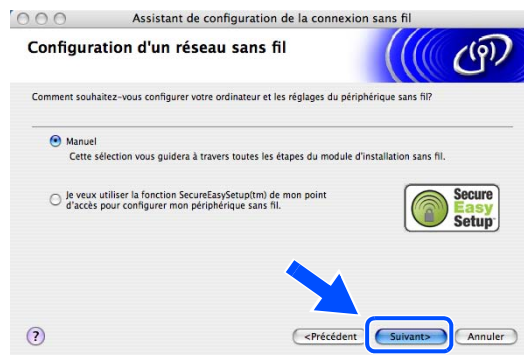 Assistant de configuration de la connexion sans fil
Configuration d'un réseau sans fil
Comment souhaitez-vous configurer votre ordinateur et les réglages du périphérique sans fil?
Manuel
Cette sélection vous guidera à travers toutes les étapes du module d'installation sans fil.
Je veux utiliser la fonction SecureEasySetup(tm) de mon point
d'accès pour configurer mon périphérique sans fil.
Secure
Easy
Setup
?
<Précédent
Suivant>
Annuler